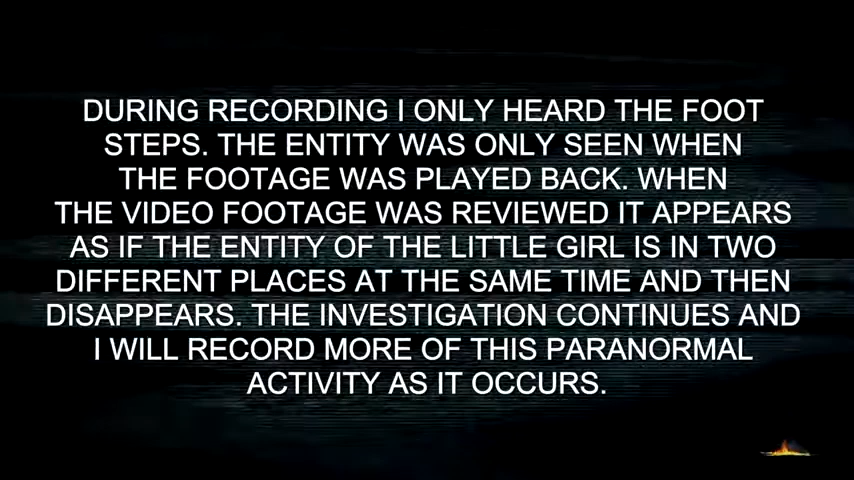 DURING RECORDING I ONLY HEARD THE FOOT
STEPS. THE ENTITY WAS ONLY SEEN WHEN
THE FOOTAGE WAS PLAYED BACK. WHEN
THE VIDEO FOOTAGE WAS REVIEWED IT APPEARS
AS IF THE ENTITY OF THE LITTLE GIRL IS IN TWO
DIFFERENT PLACES AT THE SAME TIME AND THEN
DISAPPEARS. THE INVESTIGATION CONTINUES AND
I WILL RECORD MORE OF THIS PARANORMAL
ACTIVITY AS IT OCCURS.